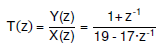 T(z) = Y(z) / X(z) = 1+z⁻¹ / 19 - 17·z⁻¹